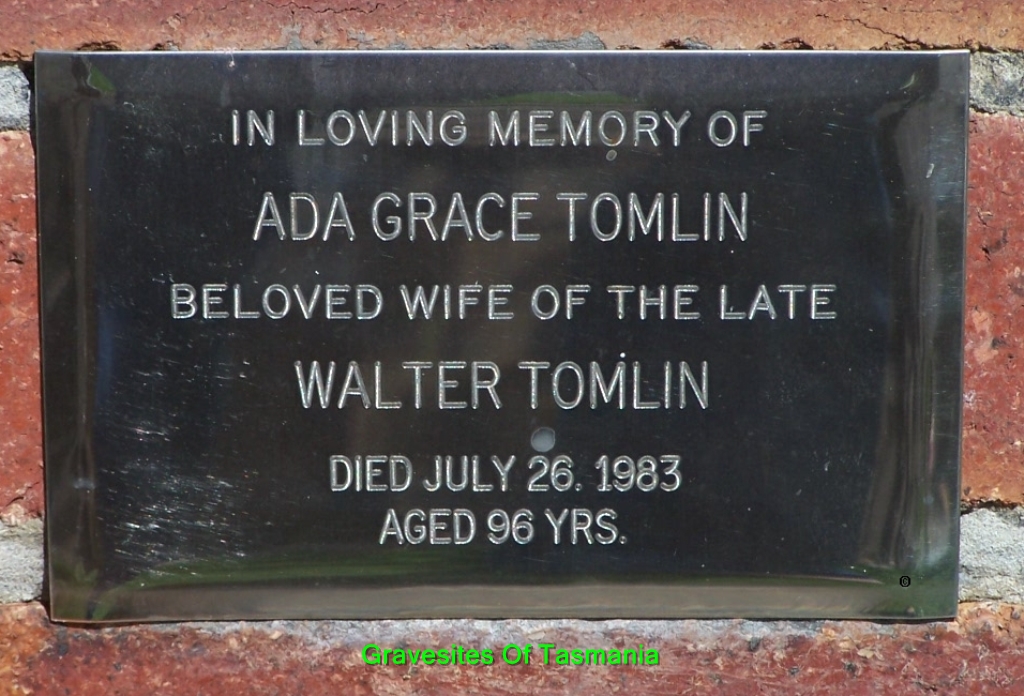 IN LOVING MEMORY OF
ADA GRACE TOMLIN
BELOVED WIFE OF THE LATE
WALTER TOMLIN
DIED JULY 26. 1983
AGED 96 YRS.
©
Gravesites Of Tasmania